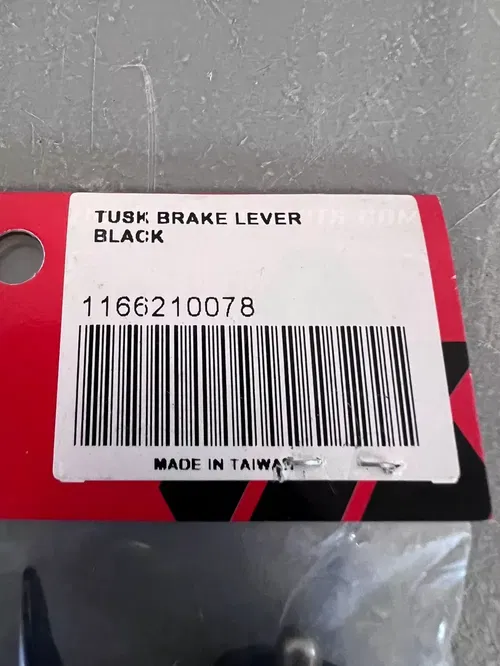 TUSK BRAKE LEVER
BLACK
1166210078
MADE IN TAIWAN